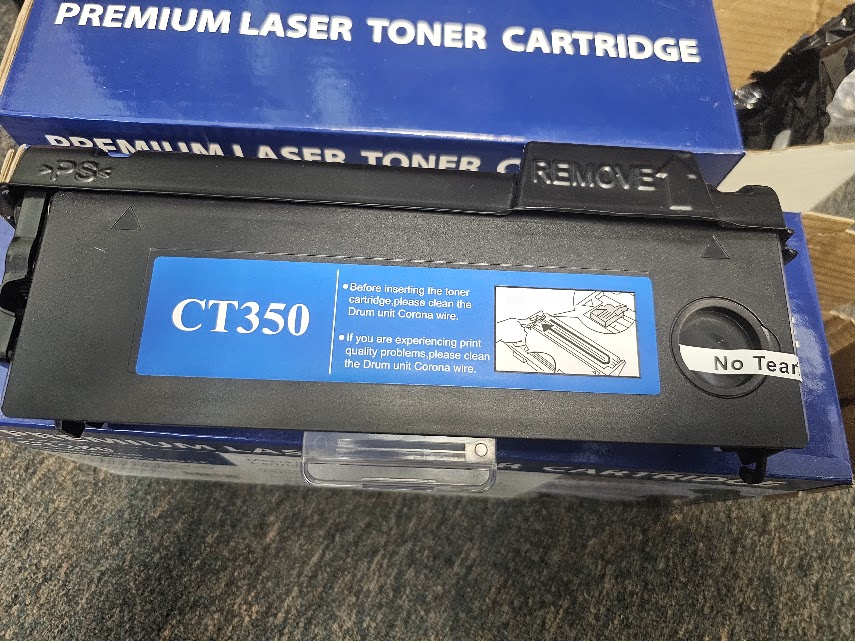 PREMIUM LASER TONER CARTRIDGE
PREMIUM LASER TONER
>PS<
REMOVE 1
CT350
•Before inserting the toner
cartridge,please clean the
Drum unit Corona wire.
•If you are experiencing print
quality problems,please clean
the Drum unit Corona wire.
No Tear
CARTRIDGE